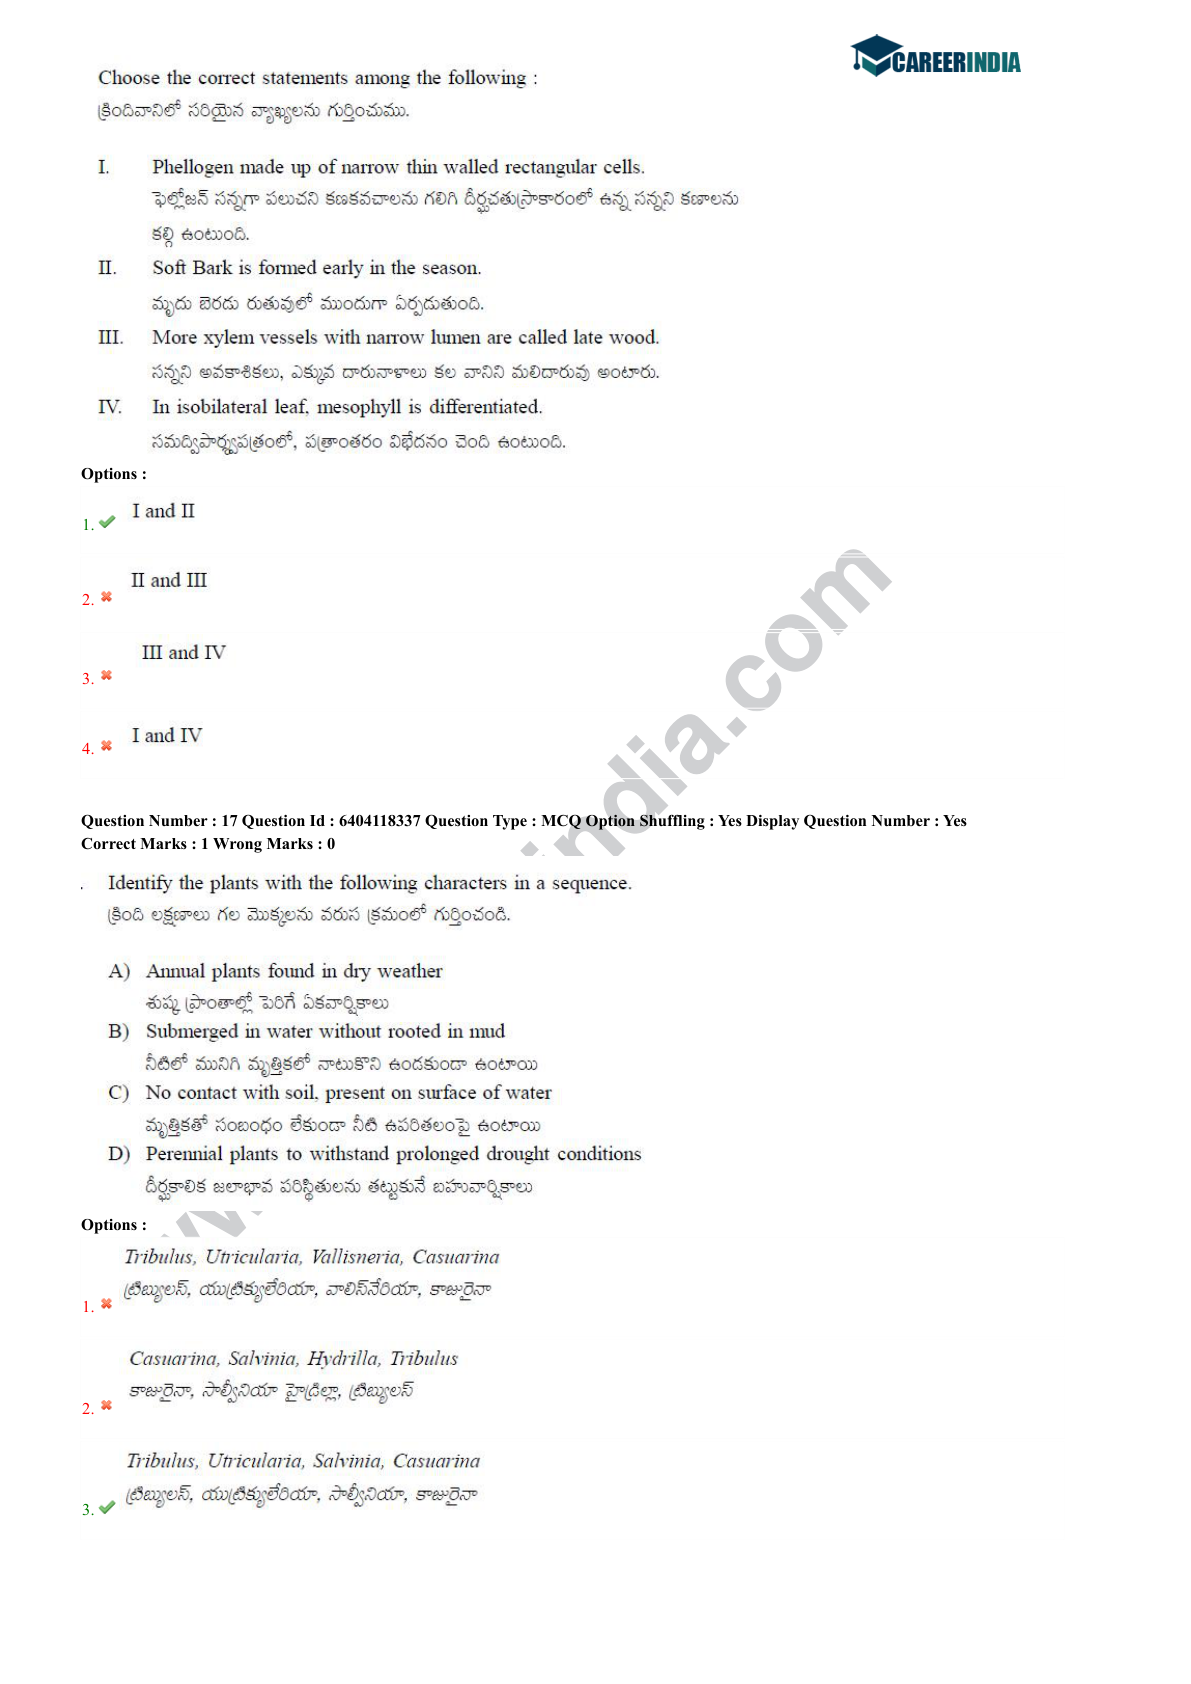 CAREERINDIA
Choose the correct statements among the following :
క్రిందివానిలో సరియైన వ్యాఖ్యలను గుర్తించుము.
I. Phellogen made up of narrow thin walled rectangular cells.
ఫెల్లోజన్ సన్నగా పలుచని కణకవచాలను గలిగి దీర్ఘచతుస్రాకారంలో ఉన్న సన్నని కణాలను
కల్గి ఉంటుంది.
II. Soft Bark is formed early in the season.
మృదు బెరడు రుతువులో ముందుగా ఏర్పడుతుంది.
III. More xylem vessels with narrow lumen are called late wood.
సన్నని అవకాశికలు, ఎక్కువ దారునాళాలు కల వానిని మలిదారువు అంటారు.
IV. In isobilateral leaf, mesophyll is differentiated.
సమద్విపార్శ్వపత్రంలో, పత్రాంతరం విభేదనం చెంది ఉంటుంది.
Options :
I and II
1.
II and III
2.
III and IV
3.
I and IV
4.
Question Number : 17 Question Id : 6404118337 Question Type : MCQ Option Shuffling : Yes Display Question Number : Yes
Correct Marks : 1 Wrong Marks : 0
. Identify the plants with the following characters in a sequence.
క్రింది లక్షణాలు గల మొక్కలను వరుస క్రమంలో గుర్తించండి.
A) Annual plants found in dry weather
శుష్క ప్రాంతాల్లో పెరిగే ఏకవార్షికాలు
B) Submerged in water without rooted in mud
నీటిలో మునిగి మృత్తికలో నాటుకొని ఉండకుండా ఉంటాయి
C) No contact with soil, present on surface of water
మృత్తికతో సంబంధం లేకుండా నీటి ఉపరితలంపై ఉంటాయి
D) Perennial plants to withstand prolonged drought conditions
దీర్ఘకాలిక జలాభావ పరిస్థితులను తట్టుకునే బహువార్షికాలు
Options :
Tribulus, Utricularia, Vallisneria, Casuarina
ట్రిబ్యులస్, యుట్రిక్యులేరియా, వాలిస్‌నేరియా, కాజురైనా
1.
Casuarina, Salvinia, Hydrilla, Tribulus
కాజురైనా, సాల్వీనియా హైడ్రిల్లా, ట్రిబ్యులస్
2.
Tribulus, Utricularia, Salvinia, Casuarina
ట్రిబ్యులస్, యుట్రిక్యులేరియా, సాల్వీనియా, కాజురైనా
3.